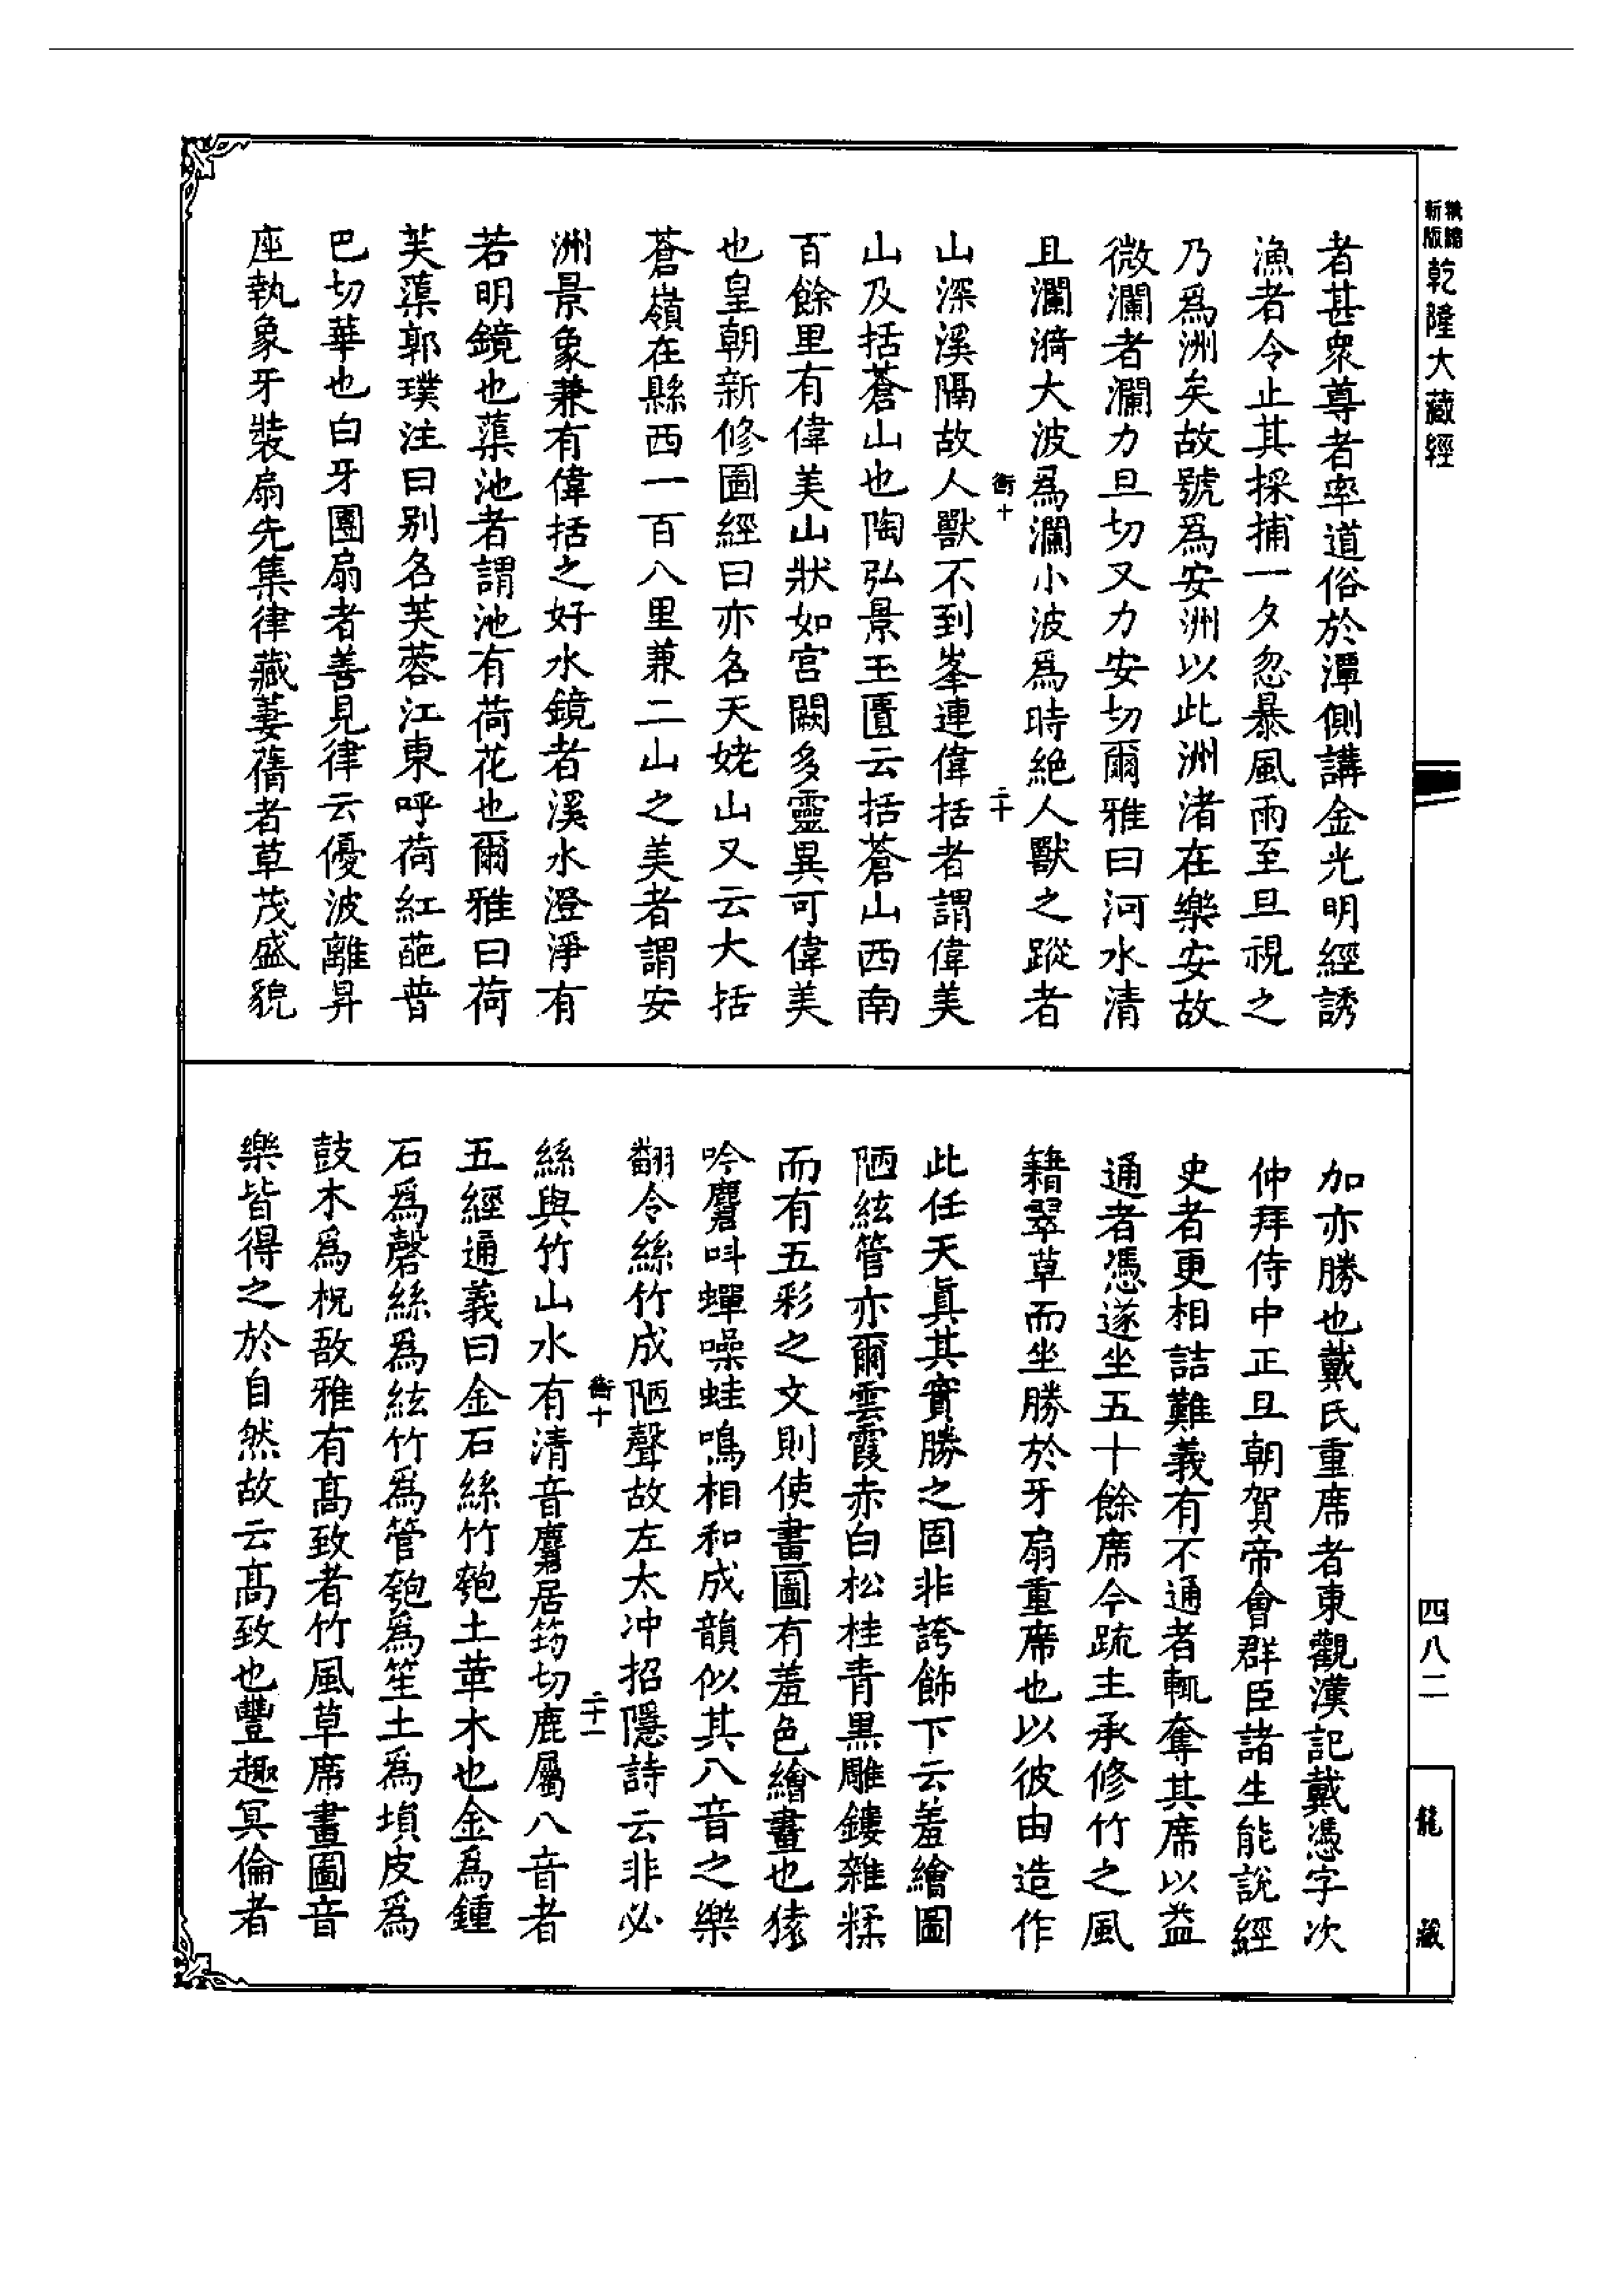 新版 精縮 乾隆大藏經
者甚衆尊者率道俗於潭側講金光明經誘
漁者令止其採捕一夕忽暴風雨至旦視之
乃爲洲矣故號爲安洲以此洲渚在樂安故
微瀾者瀾力旦切又力安切爾雅曰河水清
且瀾漪大波爲瀾小波爲時絶人獸之蹤者
衡十 二十
山深溪隔故人獸不到峯連偉括者謂偉美
山及括蒼山也陶弘景玉匱云括蒼山西南
百餘里有偉美山狀如宮闕多靈異可偉美
也皇朝新修圖經曰亦名天姥山又云大括
蒼嶺在縣西一百八里兼二山之美者謂安
洲景象兼有偉括之好水鏡者溪水澄淨有
若明鏡也蕖池者謂池有荷花也爾雅曰荷
芙蕖郭璞注曰別名芙蓉江東呼荷紅葩普
巴切華也白牙團扇者善見律云優波離昇
座執象牙裝扇先集律藏萋蒨者草茂盛貌
加亦勝也戴氏重席者東觀漢記戴憑字次
仲拜侍中正旦朝賀帝會群臣諸生能說經
史者更相詰難義有不通者輒奪其席以益
通者憑遂坐五十餘席今疏主承修竹之風
籍翠草而坐勝於牙扇重席也以彼由造作
此任天真其實勝之固非誇飾下云羞繪圖
陋絃管亦爾雲霞赤白松桂青黑雕鏤雜糅
而有五彩之文則使畫圖有羞色繪畫也猿
吟麏叫蟬噪蛙鳴相和成韻似其八音之樂
翻令絲竹成陋聲故左太冲招隱詩云非必
衡十 二十一
絲與竹山水有清音麏居筠切鹿屬八音者
五經通義曰金石絲竹匏土革木也金爲鍾
石爲磬絲爲絃竹爲管匏爲笙土爲塤皮爲
鼓木爲柷敔雅有高致者竹風草席畫圖音
樂皆得之於自然故云高致也豐趣冥倫者
四八二
龍藏